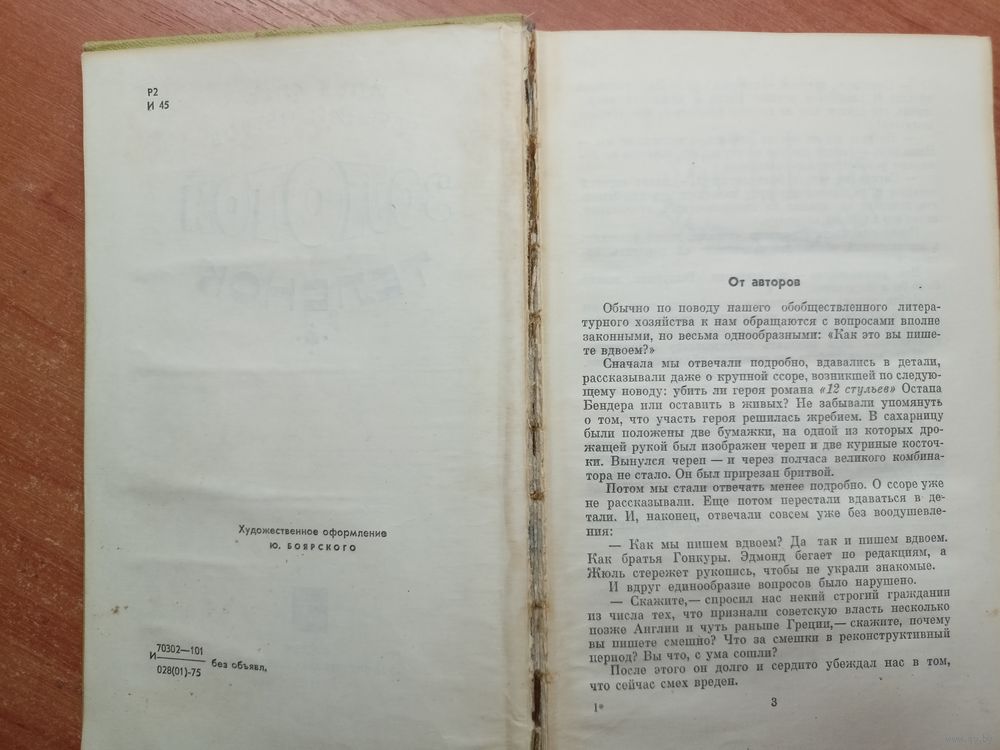 Р2
И 45
ЗОЛОТОЙ
ТЕЛЕНОК
Художественное оформление
Ю. БОЯРСКОГО
70302—101
И
028(01)-75
без объявл.
От авторов
Обычно по поводу нашего обобществленного литера-
турного хозяйства к нам обращаются с вопросами вполне
законными, но весьма однообразными: «Как это вы пише-
те вдвоем?»
Сначала мы отвечали подробно, вдавались в детали,
рассказывали даже о крупной ссоре, возникшей по следую-
щему поводу: убить ли героя романа «12 стульев» Остапа
Бендера или оставить в живых? Не забывали упомянуть
о том, что участь героя решилась жребием. В сахарницу
были положены две бумажки, на одной из которых дро-
жащей рукой был изображен череп и две куриные косточ-
ки. Вынулся череп — и через полчаса великого комбина-
тора не стало. Он был прирезан бритвой.
Потом мы стали отвечать менее подробно. О ссоре уже
не рассказывали. Еще потом перестали вдаваться в де-
тали. И, наконец, отвечали совсем уже без воодушевле-
ния:
— Как мы пишем вдвоем? Да так и пишем вдвоем.
Как братья Гонкуры. Эдмонд бегает по редакциям, а
Жюль стережет рукопись, чтобы не украли знакомые.
И вдруг единообразие вопросов было нарушено.
— Скажите,— спросил нас некий строгий гражданин
из числа тех, что признали советскую власть несколько
позже Англии и чуть раньше Греции,— скажите, почему
вы пишете смешно? Что за смешки в реконструктивный
период? Вы что, с ума сошли?
После этого он долго и сердито убеждал нас в том,
что сейчас смех вреден.
1*
3